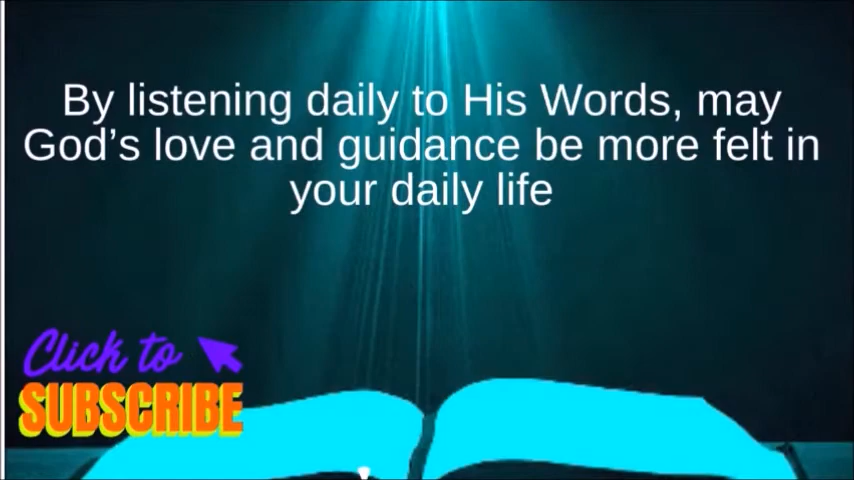 By listening daily to His Words, may
God’s love and guidance be more felt in
your daily life
Click to
SUBSCRIBE